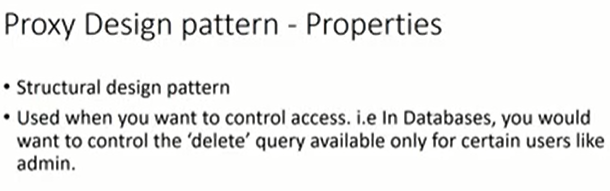 Proxy Design pattern - Properties
• Structural design pattern
• Used when you want to control access. i.e In Databases, you would
want to control the ‘delete’ query available only for certain users like
admin.